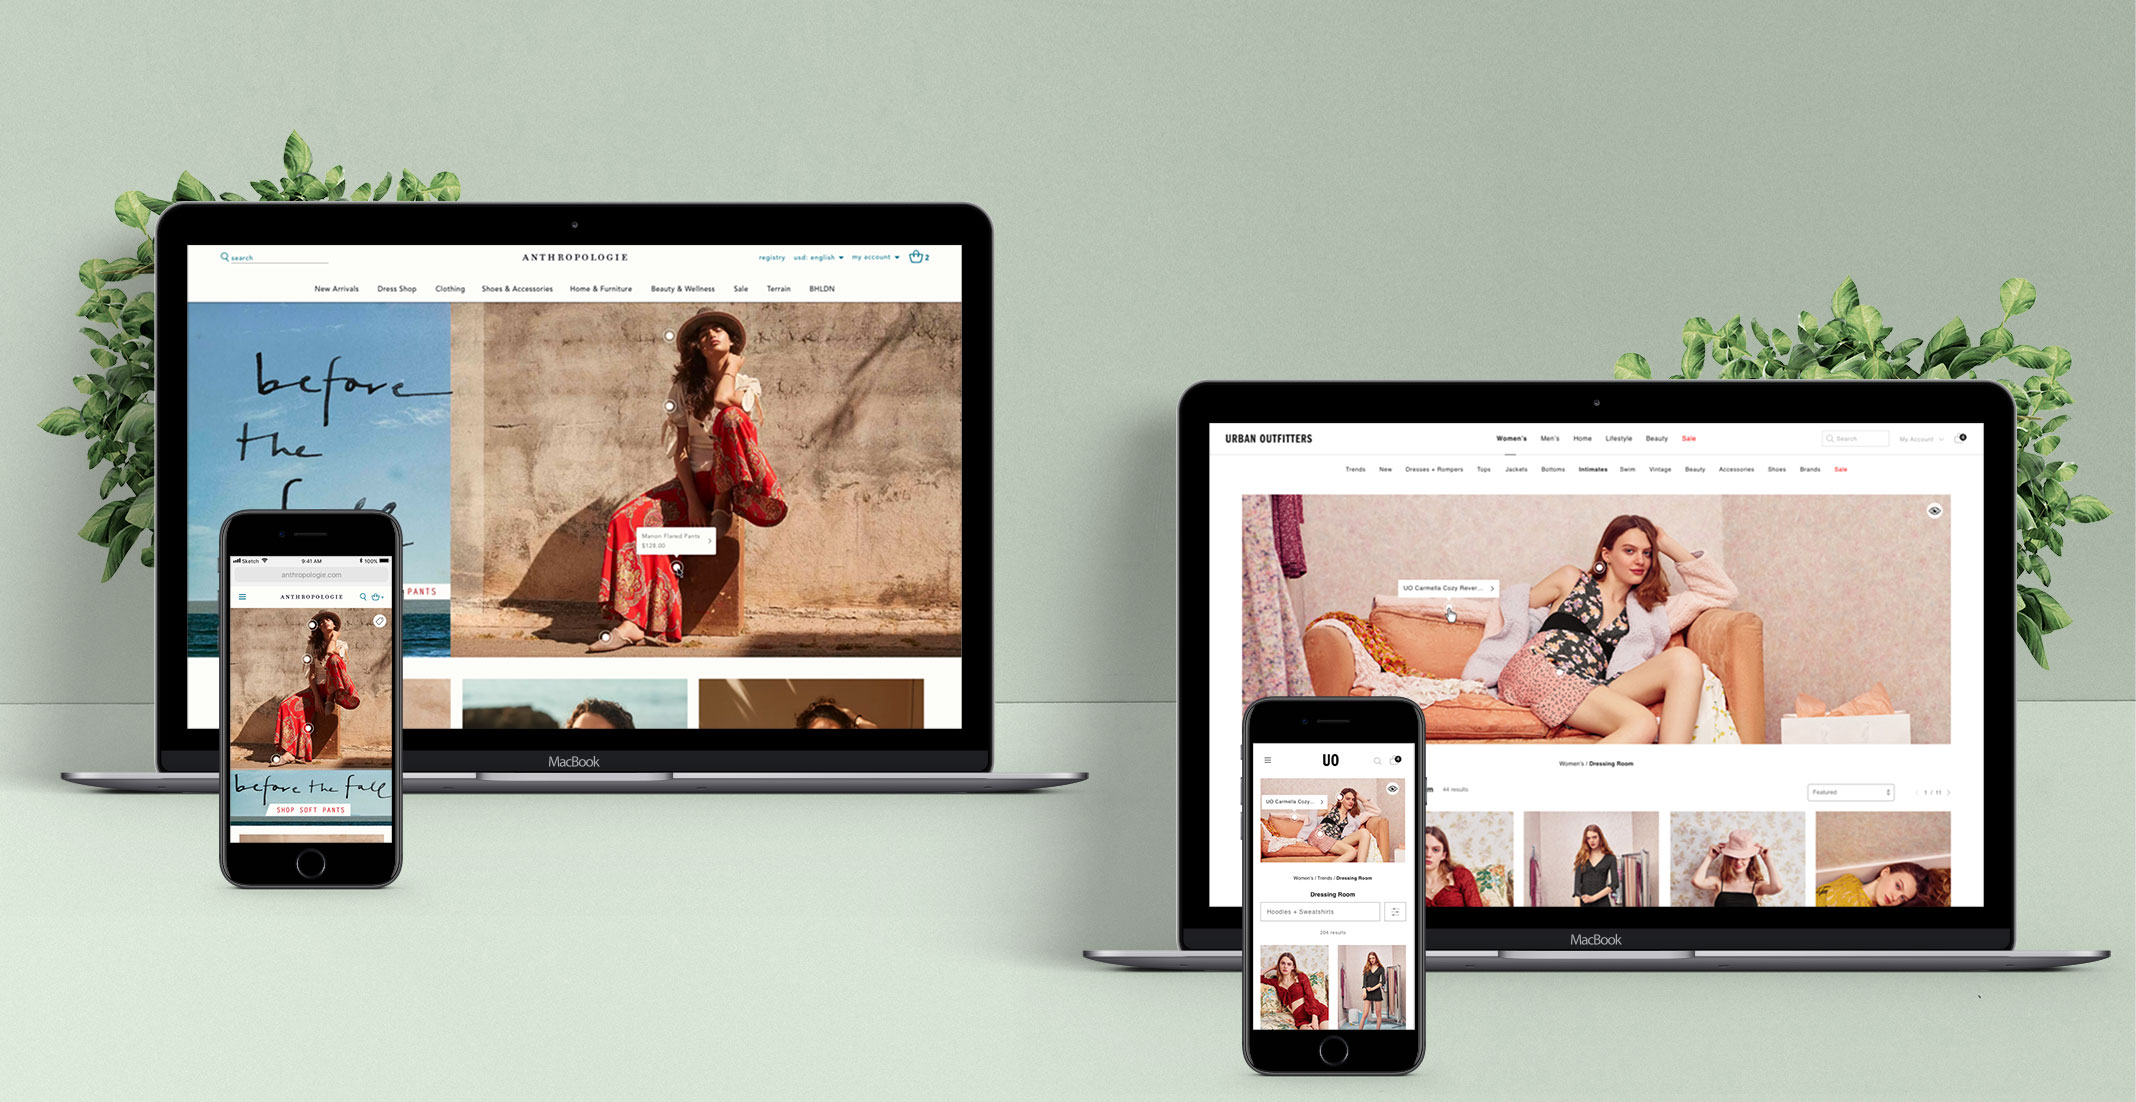 search
ANTHROPOLOGIE
registry usd: english my account 2
New Arrivals Dress Shop Clothing Shoes & Accessories Home & Furniture Beauty & Wellness Sale Terrain BHLDN
before
the
Manon Flared Pants
$128.00
PANTS
MacBook
Sketch 9:41 AM 100%
anthropologie.com
ANTHROPOLOGIE
before the fall
SHOP SOFT PANTS
URBAN OUTFITTERS
Women's Men's Home Lifestyle Beauty Sale
Search My Account 4
Trends New Dresses + Rompers Tops Jackets Bottoms Intimates Swim Vintage Beauty Accessories Shoes Brands Sale
UO Carmella Cozy Rever...
Women's / Dressing Room
44 results
Featured 1 / 11
MacBook
UO 4
UO Carmella Cozy...
Women's / Trends / Dressing Room
Dressing Room
Hoodies + Sweatshirts
204 results